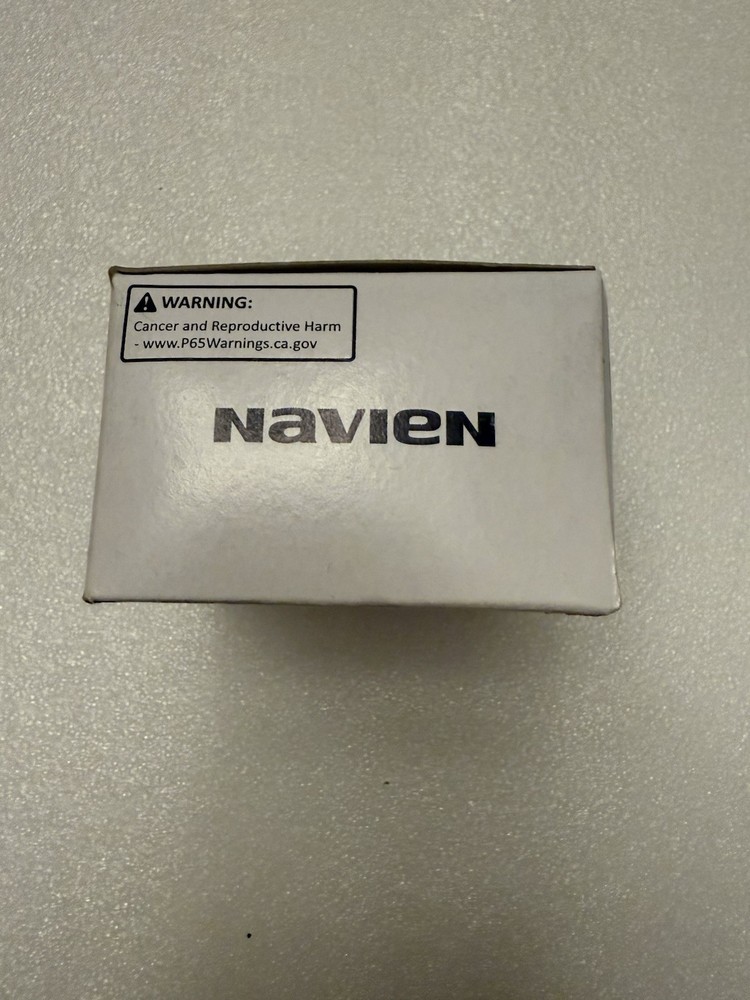 WARNING:
Cancer and Reproductive Harm
- www.P65Warnings.ca.gov
NAVIEN